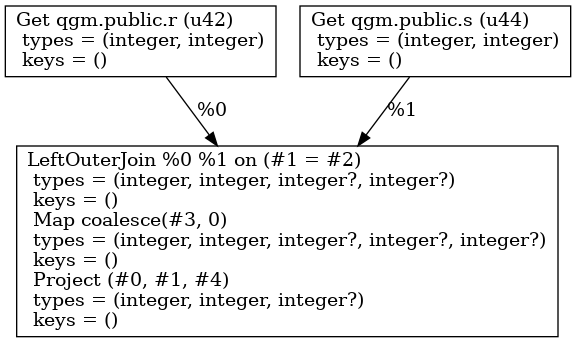 Get qgm.public.r (u42)
types = (integer, integer)
keys = ()
Get qgm.public.s (u44)
types = (integer, integer)
keys = ()
%0
%1
LeftOuterJoin %0 %1 on (#1 = #2)
types = (integer, integer, integer?, integer?)
keys = ()
Map coalesce(#3, 0)
types = (integer, integer, integer?, integer?, integer?)
keys = ()
Project (#0, #1, #4)
types = (integer, integer, integer?)
keys = ()